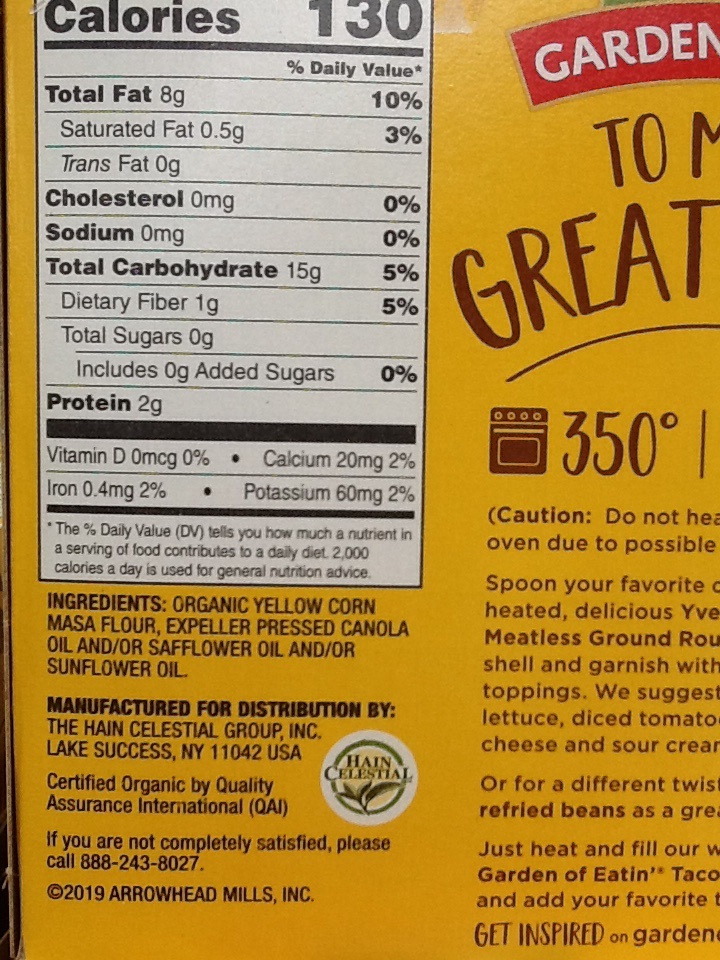 Calories 130
% Daily Value*
Total Fat 8g 10%
Saturated Fat 0.5g 3%
Trans Fat 0g
Cholesterol 0mg 0%
Sodium 0mg 0%
Total Carbohydrate 15g 5%
Dietary Fiber 1g 5%
Total Sugars 0g
Includes 0g Added Sugars 0%
Protein 2g
Vitamin D 0mcg 0% • Calcium 20mg 2%
Iron 0.4mg 2% • Potassium 60mg 2%
* The % Daily Value (DV) tells you how much a nutrient in
a serving of food contributes to a daily diet. 2,000
calories a day is used for general nutrition advice.
INGREDIENTS: ORGANIC YELLOW CORN
MASA FLOUR, EXPELLER PRESSED CANOLA
OIL AND/OR SAFFLOWER OIL AND/OR
SUNFLOWER OIL.
MANUFACTURED FOR DISTRIBUTION BY:
THE HAIN CELESTIAL GROUP, INC.
LAKE SUCCESS, NY 11042 USA
HAIN
CELESTIAL
Certified Organic by Quality
Assurance International (QAI)
If you are not completely satisfied, please
call 888-243-8027.
©2019 ARROWHEAD MILLS, INC.
GARDEN
TO
GREAT
350°
(Caution: Do not hea
oven due to possible
Spoon your favorite
heated, delicious Yve
Meatless Ground Rou
shell and garnish with
toppings. We suggest
lettuce, diced tomato
cheese and sour crea
Or for a different twist
refried beans as a grea
Just heat and fill our w
Garden of Eatin'® Taco
and add your favorite t
GET INSPIRED on garden